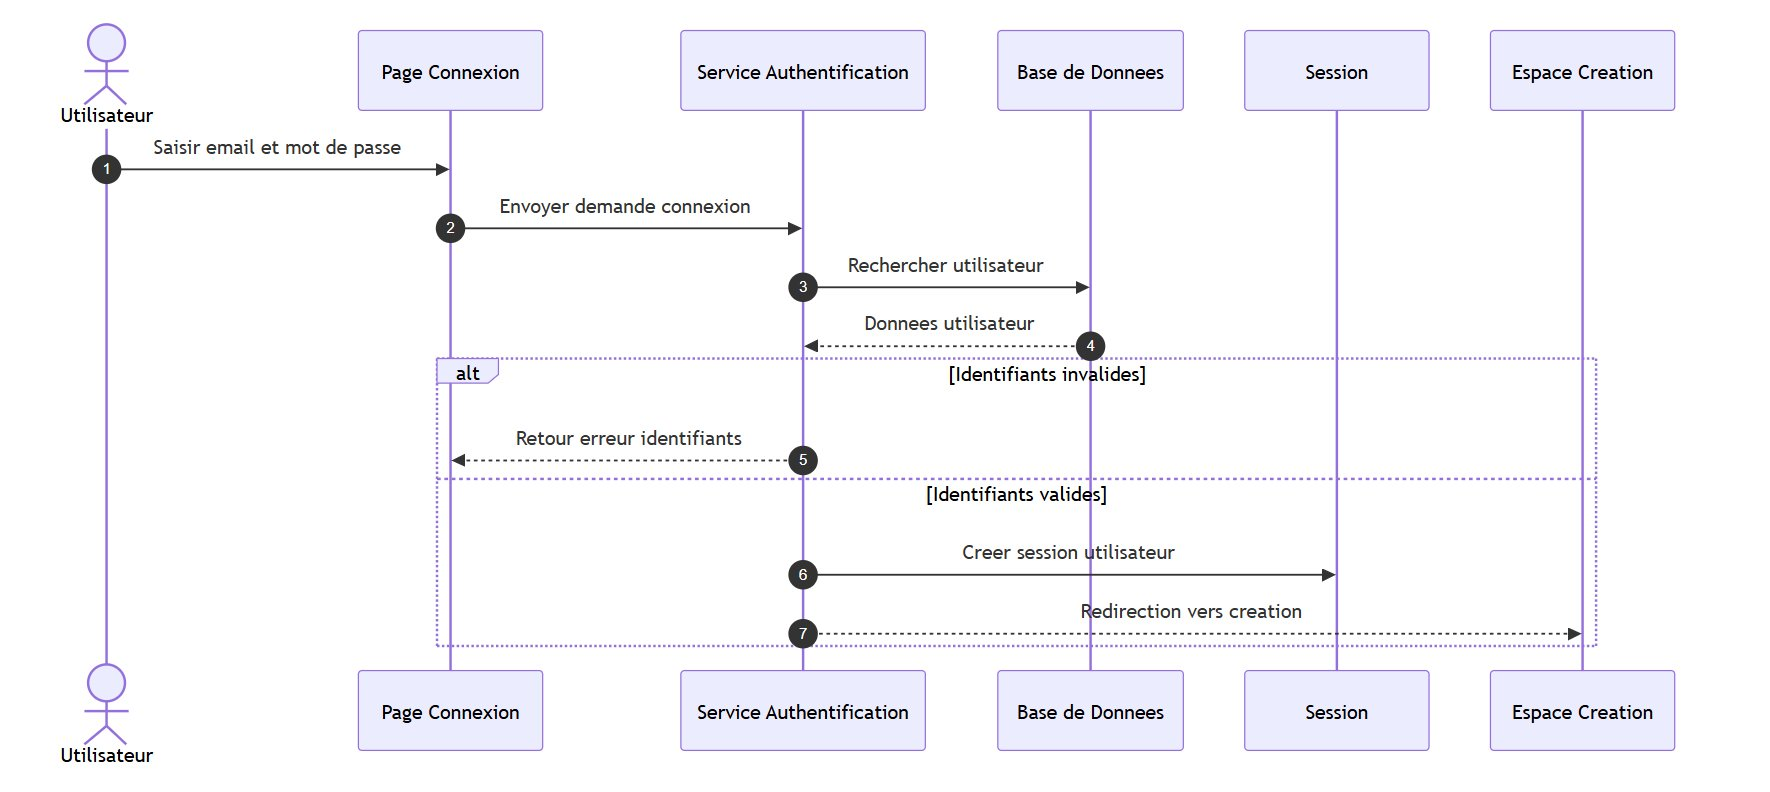 Utilisateur
Page Connexion
Service Authentification
Base de Donnees
Session
Espace Creation
Saisir email et mot de passe
1
Envoyer demande connexion
2
Rechercher utilisateur
3
Donnees utilisateur
4
alt
[Identifiants invalides]
Retour erreur identifiants
5
[Identifiants valides]
Creer session utilisateur
6
Redirection vers creation
7
Utilisateur
Page Connexion
Service Authentification
Base de Donnees
Session
Espace Creation